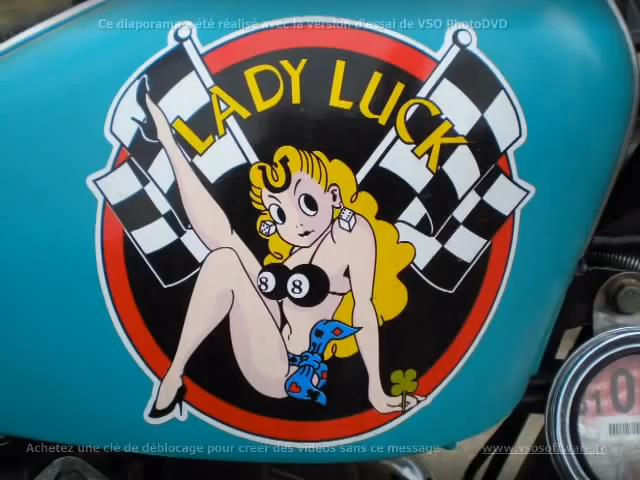 Ce diaporama a été réalisé avec la version d'essai de VSO PhotoDVD
LADY LUCK
8 8
10
Achetez une clé de déblocage pour créer des vidéos sans ce message
www.vsosoftware.fr